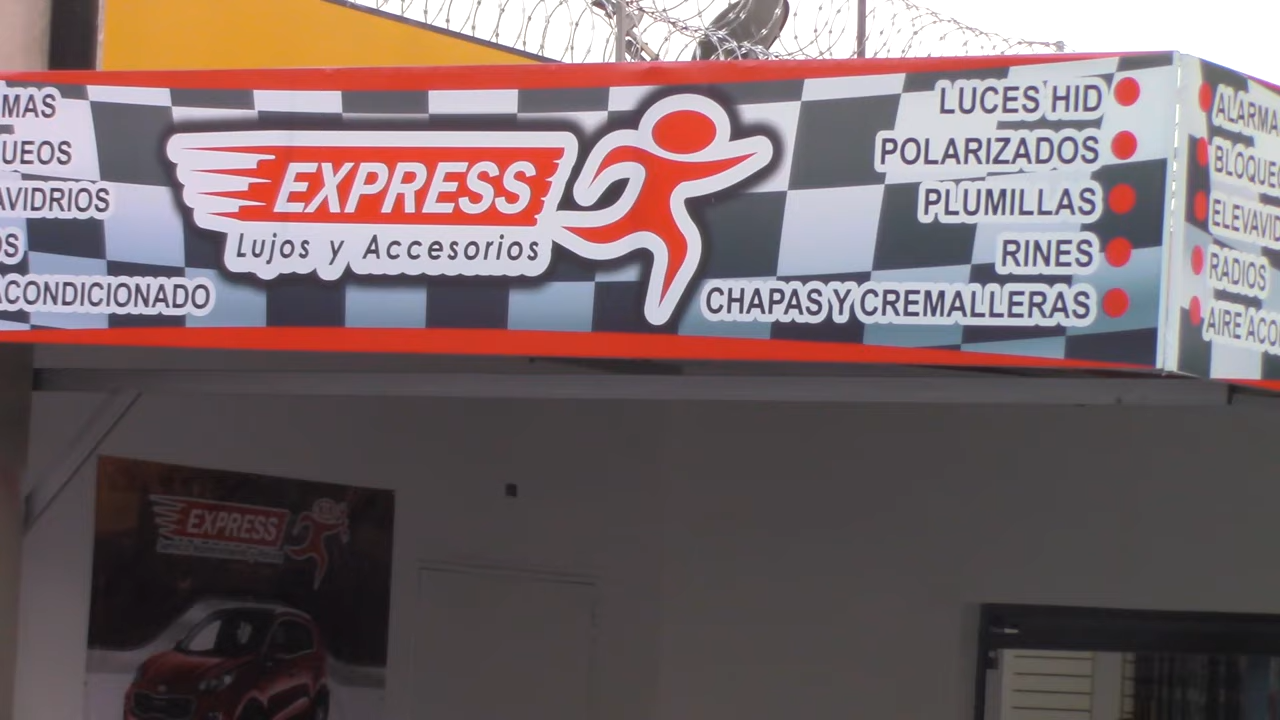 MAS
UEOS
AVIDRIOS
OS
ACONDICIONADO
EXPRESS
Lujos y Accesorios
LUCES HID
POLARIZADOS
PLUMILLAS
RINES
CHAPAS Y CREMALLERAS
ALARMA
BLOQUEO
ELEVAVID
RADIOS
AIRE ACO
EXPRESS